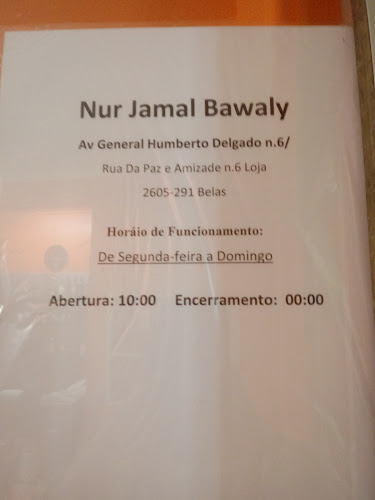 Nur Jamal Bawaly
Av General Humberto Delgado n.6/
Rua Da Paz e Amizade n.6 Loja
2605-291 Belas
Horáio de Funcionamento:
De Segunda-feira a Domingo
Abertura: 10:00 Encerramento: 00:00